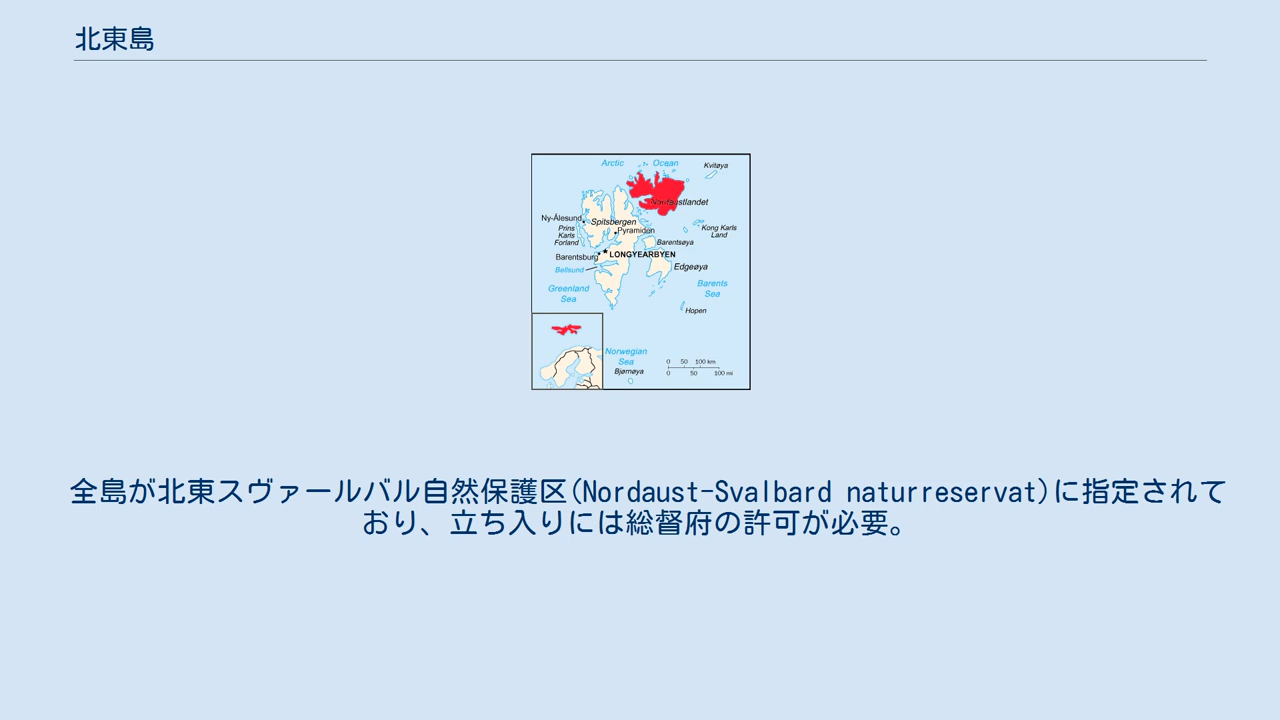 北東島
Arctic Ocean
Kvitøya
Nordaustlandet
Ny-Ålesund
Spitsbergen
Prins
Karls
Forland
Pyramiden
Kong Karls
Land
Barentsøya
Barentsburg
LONGYEARBYEN
Bellsund
Edgeøya
Greenland
Sea
Barents
Sea
Hopen
Norwegian
Sea
Bjørnøya
0 50 100 km
0 50 100 mi
全島が北東スヴァールバル自然保護区(Nordaust-Svalbard naturreservat)に指定されて
おり、立ち入りには総督府の許可が必要。